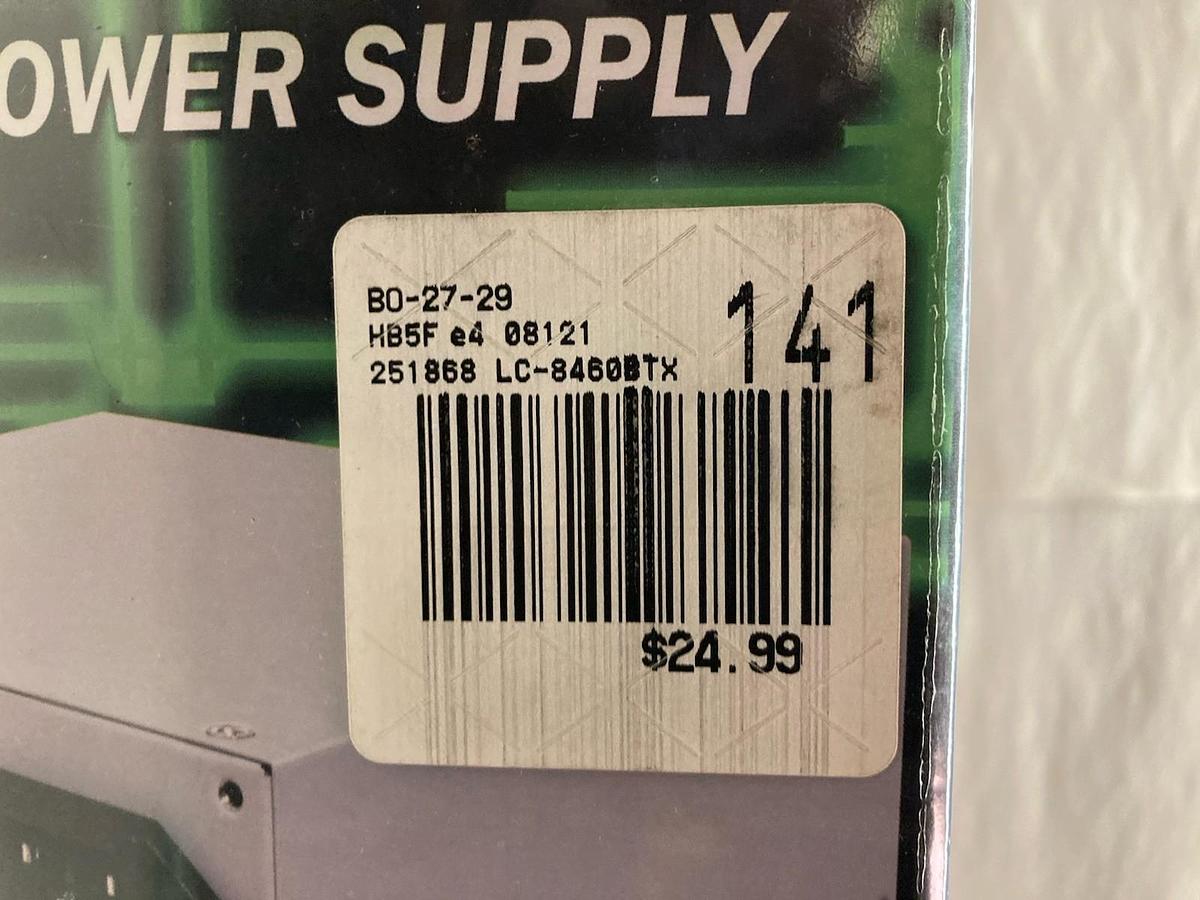 OWER SUPPLY
BO-27-29
HB5F e4 08121
141
251868 LC-8460BTX
$24.99